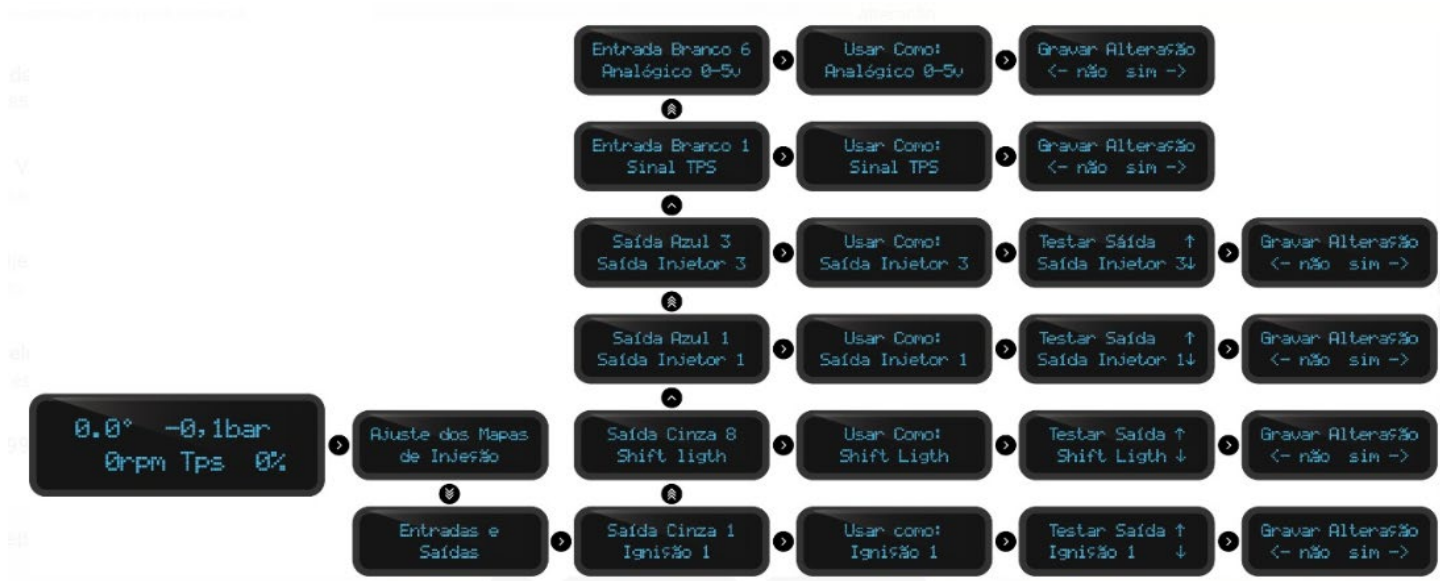 Entrada Branco 6
Analógico 0-5v
Usar Como:
Analógico 0-5v
Gravar Alteração
<- não sim ->
Entrada Branco 1
Sinal TPS
Usar Como:
Sinal TPS
Gravar Alteração
<- não sim ->
Saída Azul 3
Saída Injetor 3
Usar Como:
Saída Injetor 3
Testar Sáída ↑
Saída Injetor 3↓
Gravar Alteração
<- não sim ->
Saída Azul 1
Saída Injetor 1
Usar Como:
Saída Injetor 1
Testar Saída ↑
Saída Injetor 1↓
Gravar Alteração
<- não sim ->
0.0° -0,1bar
0rpm Tps 0%
Ajuste dos Mapas
de Injeção
Saída Cinza 8
Shift ligth
Usar Como:
Shift Ligth
Testar Saída ↑
Shift Ligth ↓
Gravar Alteração
<- não sim ->
Entradas e
Saídas
Saída Cinza 1
Ignição 1
Usar como:
Ignição 1
Testar Saída ↑
Ignição 1 ↓
Gravar Alteração
<- não sim ->